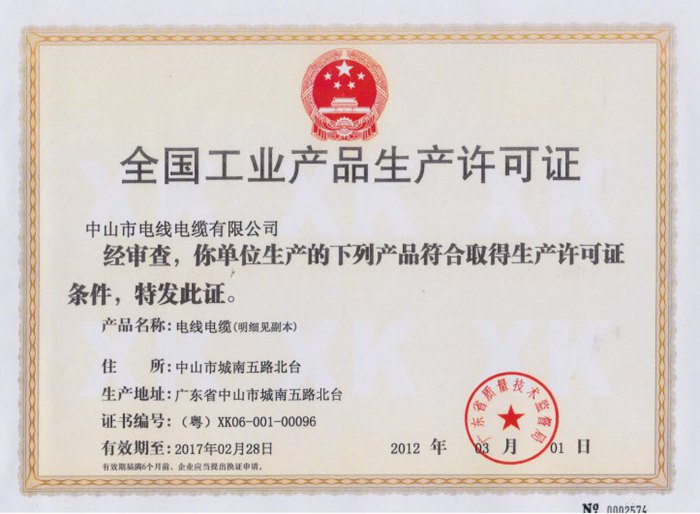 全国工业产品生产许可证
中山市电线电缆有限公司
经审查，你单位生产的下列产品符合取得生产许可证
条件，特发此证。
产品名称：电线电缆（明细见副本）
住 所：中山市城南五路北台
生产地址：广东省中山市城南五路北台
证书编号：（粤）XK06-001-00096
有效期至：2017年02月28日
2012 年 03 月 01 日
有效期届满6个月前，企业应当提出换证申请。
广东省质量技术监督局
№ 0002574
XK XK XK
XK XK XK